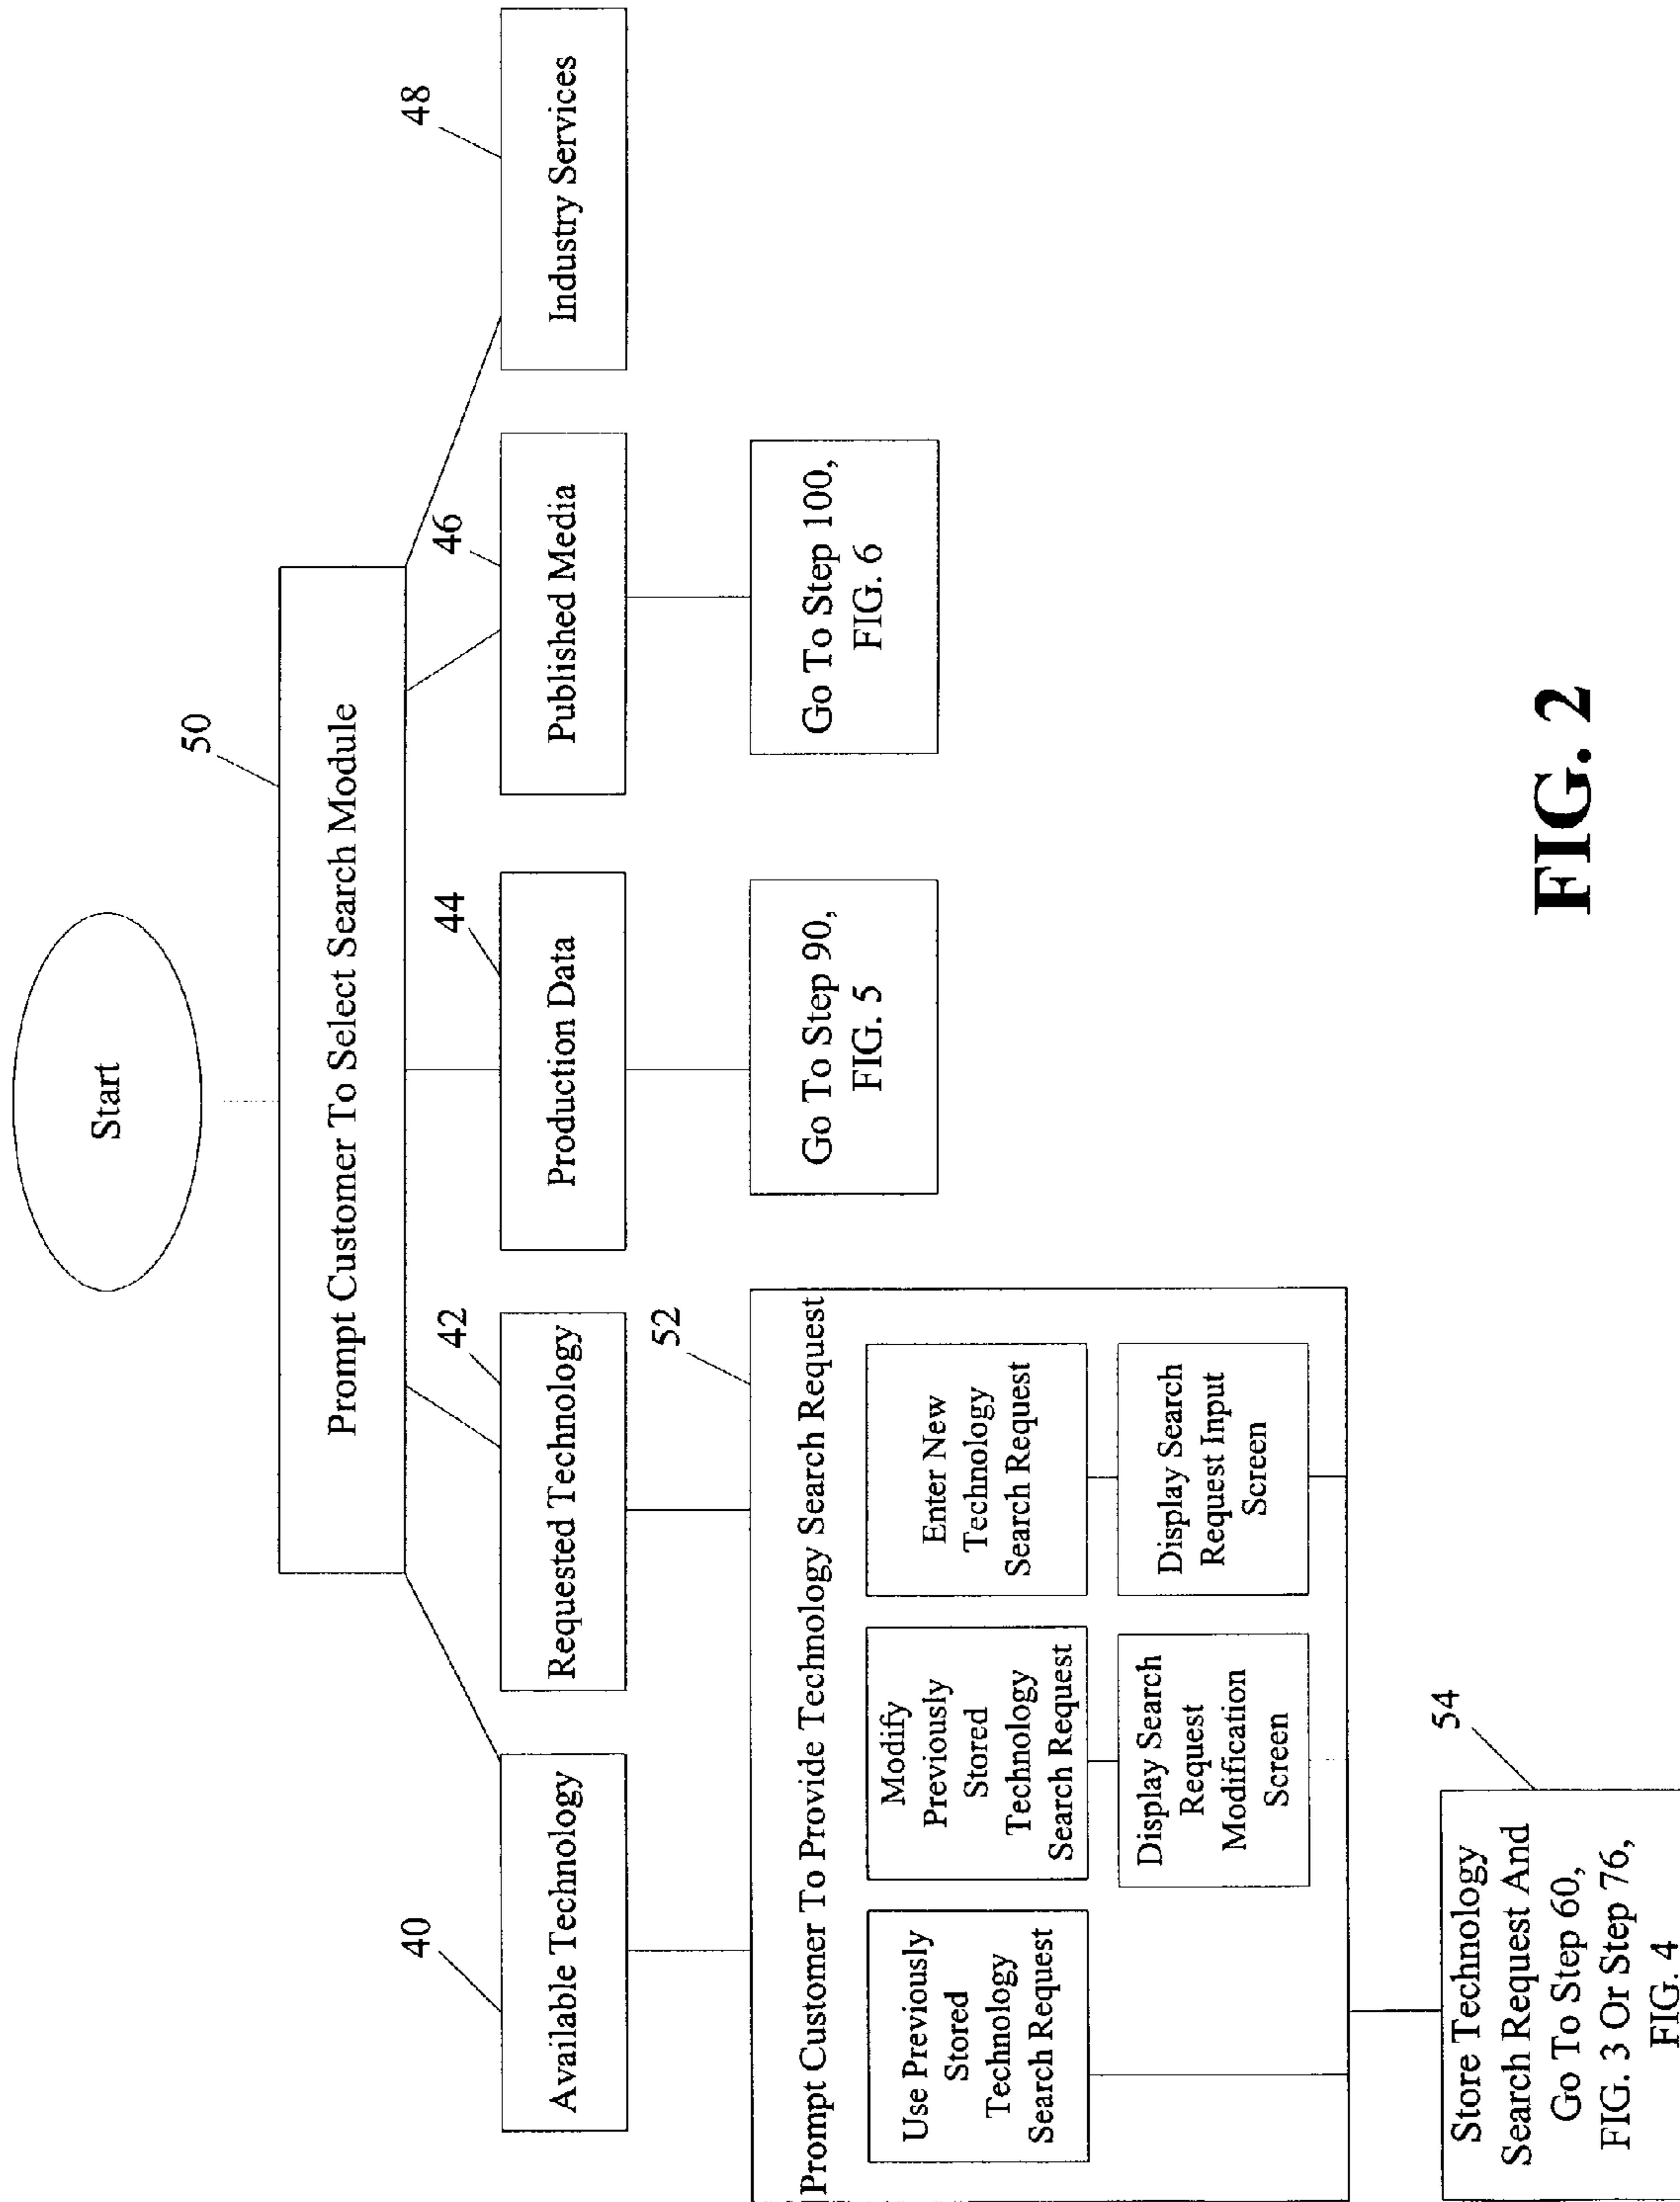 Start
50
Prompt Customer To Select Search Module
40
42
44
46
48
Available Technology
Requested Technology
Production Data
Published Media
Industry Services
52
Prompt Customer To Provide Technology Search Request
Use Previously
Stored
Technology
Search Request
Modify
Previously
Stored
Technology
Search Request
Enter New
Technology
Search Request
Display Search
Request
Modification
Screen
Display Search
Request Input
Screen
Go To Step 90,
FIG. 5
Go To Step 100,
FIG. 6
54
Store Technology
Search Request And
Go To Step 60,
FIG. 3 Or Step 76,
FIG. 4
FIG. 2